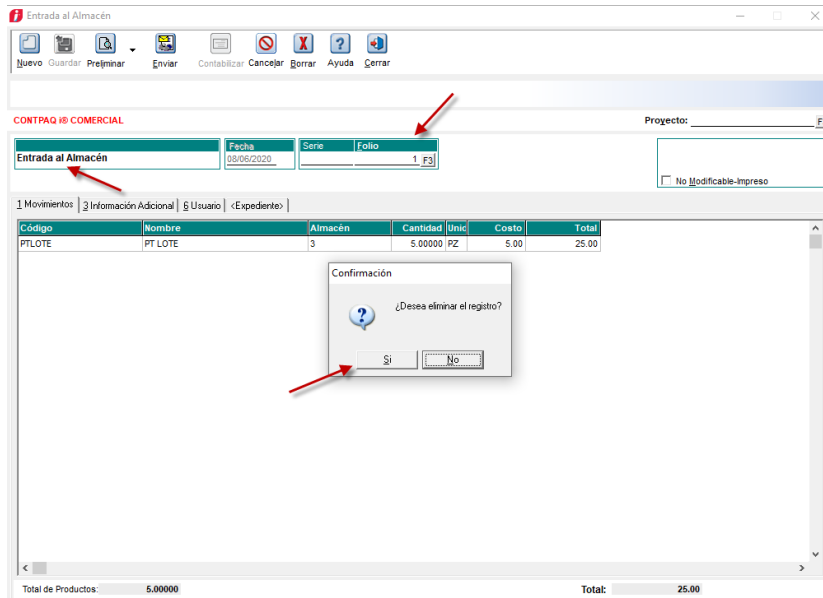 Entrada al Almacén
Nuevo Guardar Preliminar Enviar Contabilizar Cancelar Borrar Ayuda Cerrar
CONTPAQ i® COMERCIAL
Proyecto: F
Fecha Serie Folio
Entrada al Almacén 08/06/2020 1 F3
No Modificable-Impreso
1 Movimientos 3 Información Adicional 6 Usuario <Expediente>
Código Nombre Almacén Cantidad Unid Costo Total
PTLOTE PT LOTE 3 5.00000 PZ 5.00 25.00
Confirmación
¿Desea eliminar el registro?
Si No
Total de Productos: 5.00000 Total: 25.00